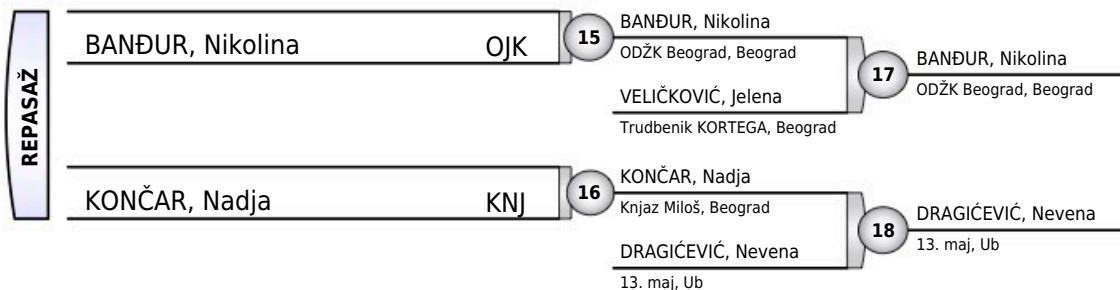 REPASAŽ
BANĐUR, Nikolina OJK
15
BANĐUR, Nikolina
ODŽK Beograd, Beograd
VELIČKOVIĆ, Jelena
Trudbenik KORTEGA, Beograd
17
BANĐUR, Nikolina
ODŽK Beograd, Beograd
KONČAR, Nadja KNJ
16
KONČAR, Nadja
Knjaz Miloš, Beograd
DRAGIĆEVIĆ, Nevena
13. maj, Ub
18
DRAGIĆEVIĆ, Nevena
13. maj, Ub